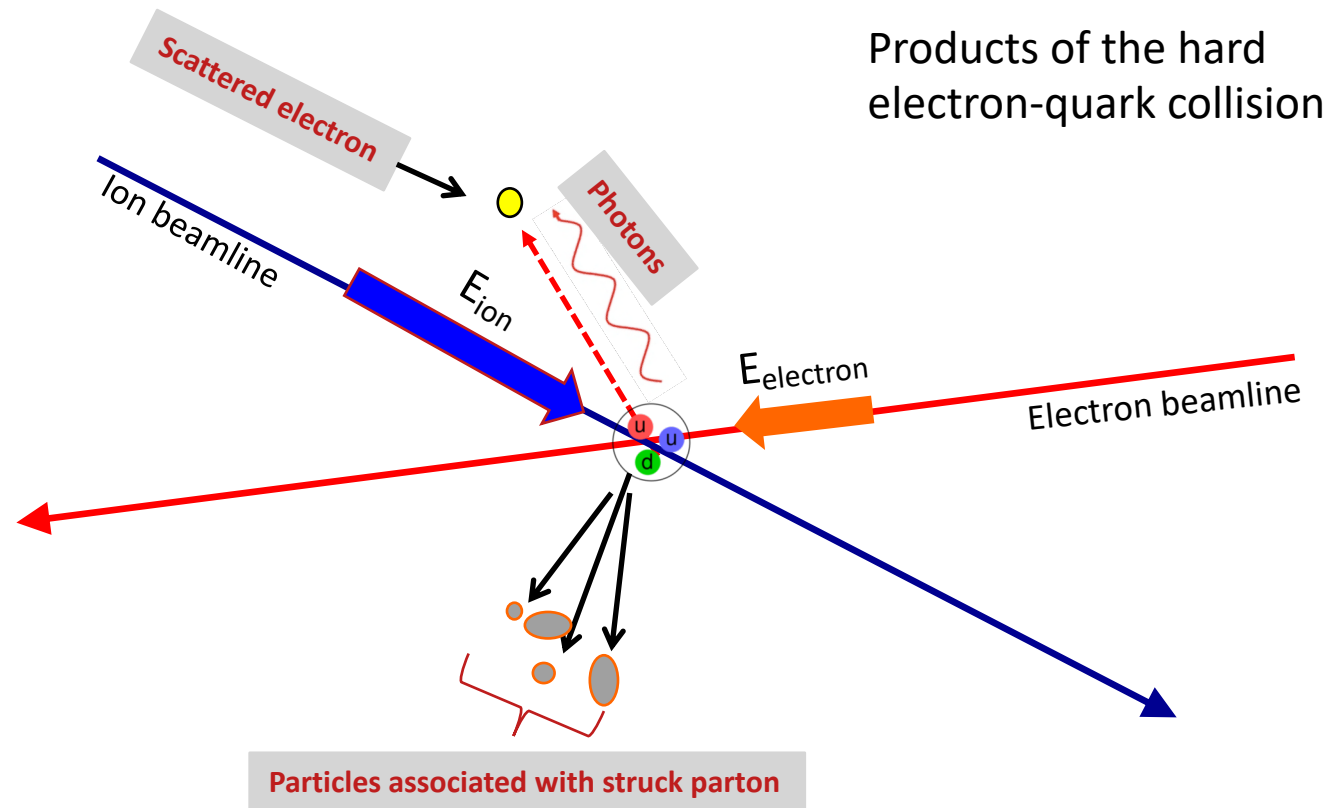 Products of the hard
electron-quark collision
Scattered electron
Ion beamline
Photons
E_ion
E_electron
Electron beamline
u
u
d
Particles associated with struck parton